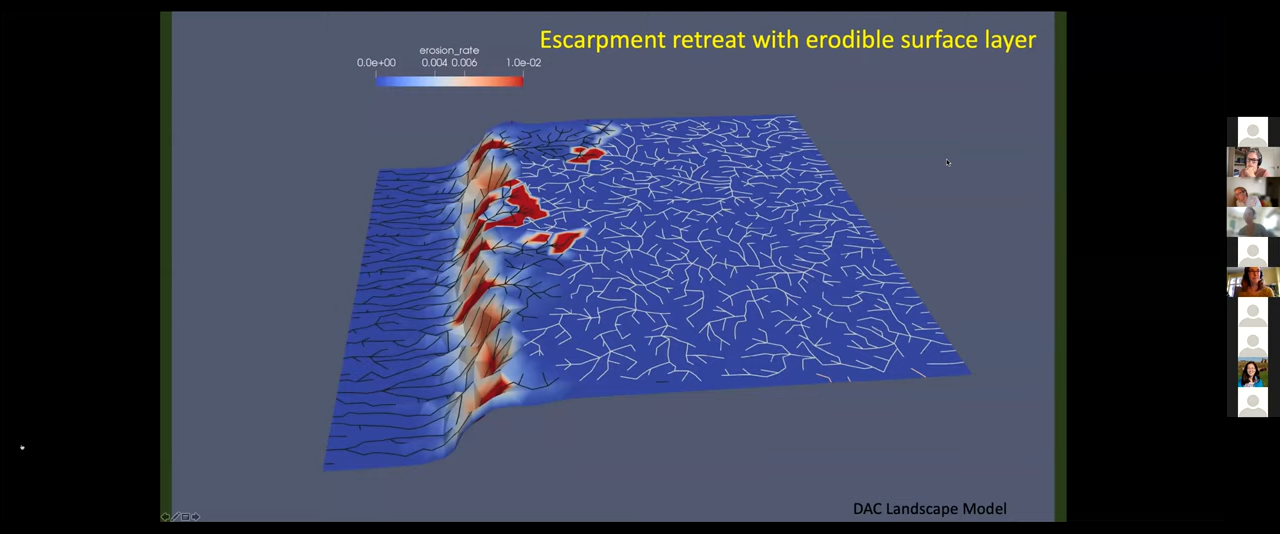 Escarpment retreat with erodible surface layer
erosion_rate
0.0e+00 0.004 0.006 1.0e-02
DAC Landscape Model